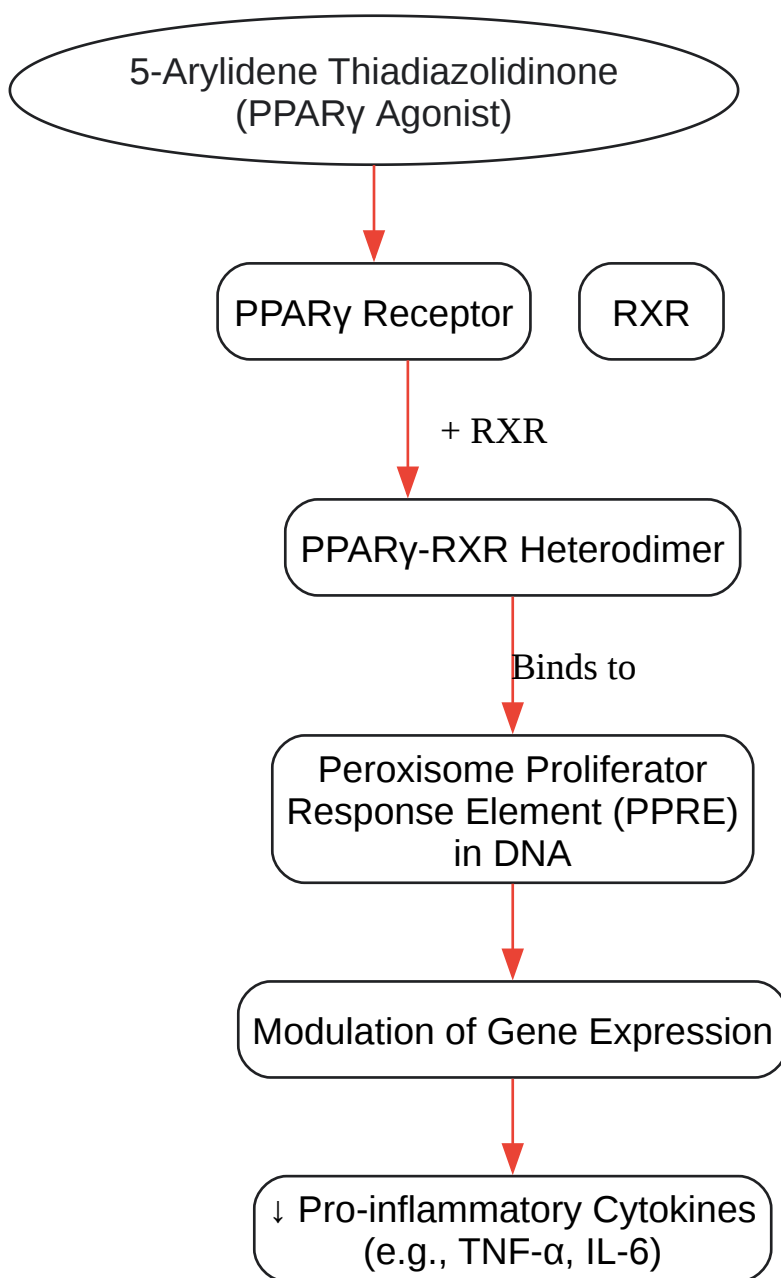 5-Arylidene Thiadiazolidinone
(PPARγ Agonist)
PPARγ Receptor
RXR
+ RXR
PPARγ-RXR Heterodimer
Binds to
Peroxisome Proliferator
Response Element (PPRE)
in DNA
Modulation of Gene Expression
↓ Pro-inflammatory Cytokines
(e.g., TNF-α, IL-6)